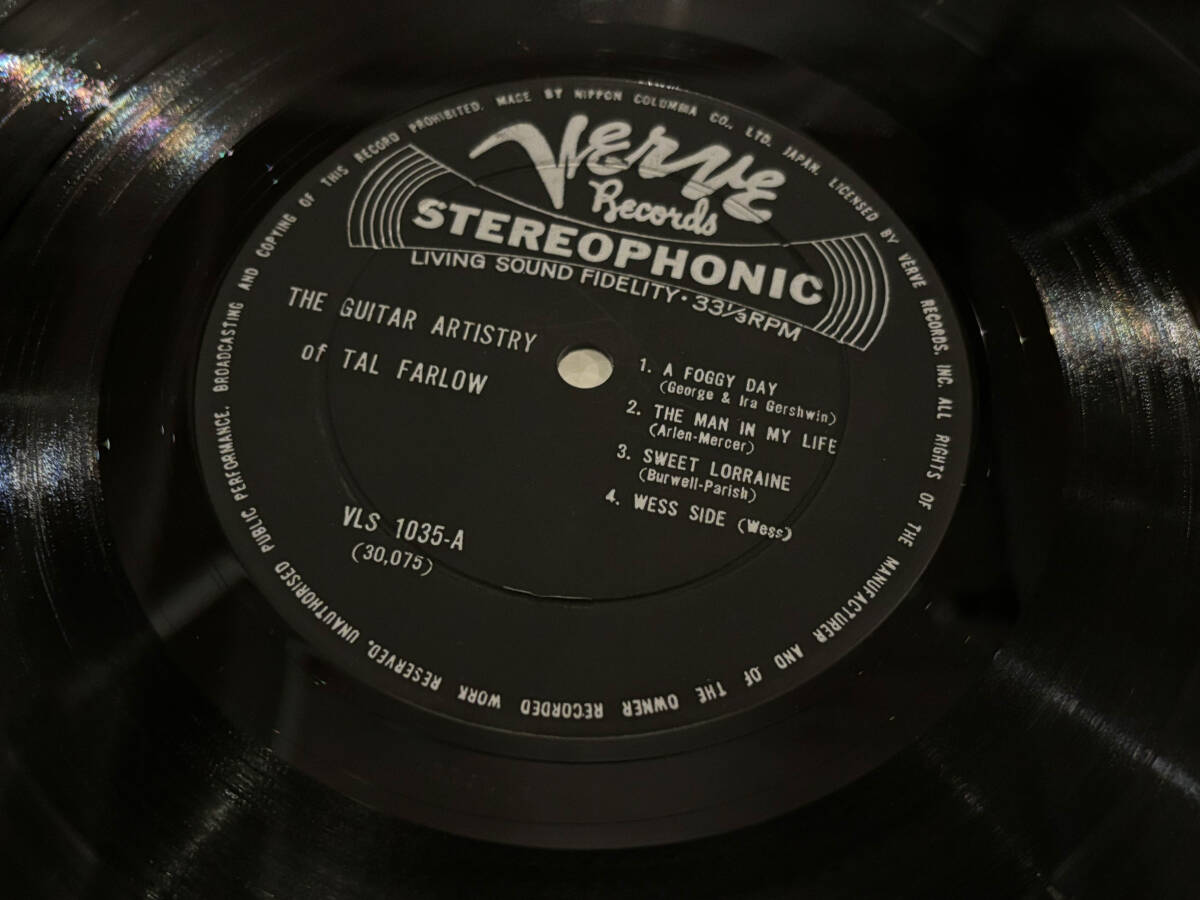 Verve
Records
STEREOPHONIC
LIVING SOUND FIDELITY · 33⅓ RPM
THE GUITAR ARTISTRY
of TAL FARLOW
1. A FOGGY DAY
(George & Ira Gershwin)
2. THE MAN IN MY LIFE
(Arlen-Mercer)
3. SWEET LORRAINE
(Burwell-Parish)
4. WESS SIDE (Wess)
VLS 1035-A
(30,075)
MADE BY NIPPON COLUMBIA CO., LTD. JAPAN. LICENSED BY VERVE RECORDS, INC. ALL RIGHTS OF THE MANUFACTURER AND OF THE OWNER RECORDED WORK RESERVED. UNAUTHORISED PUBLIC PERFORMANCE. BROADCASTING AND COPYING OF THIS RECORD PROHIBITED.